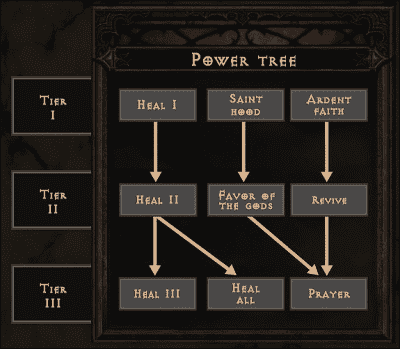 POWER TREE
TIER
I
HEAL I
SAINT
HOOD
ARDENT
FAITH
TIER
II
HEAL II
FAVOR OF
THE GODS
REVIVE
TIER
III
HEAL III
HEAL
ALL
PRAYER